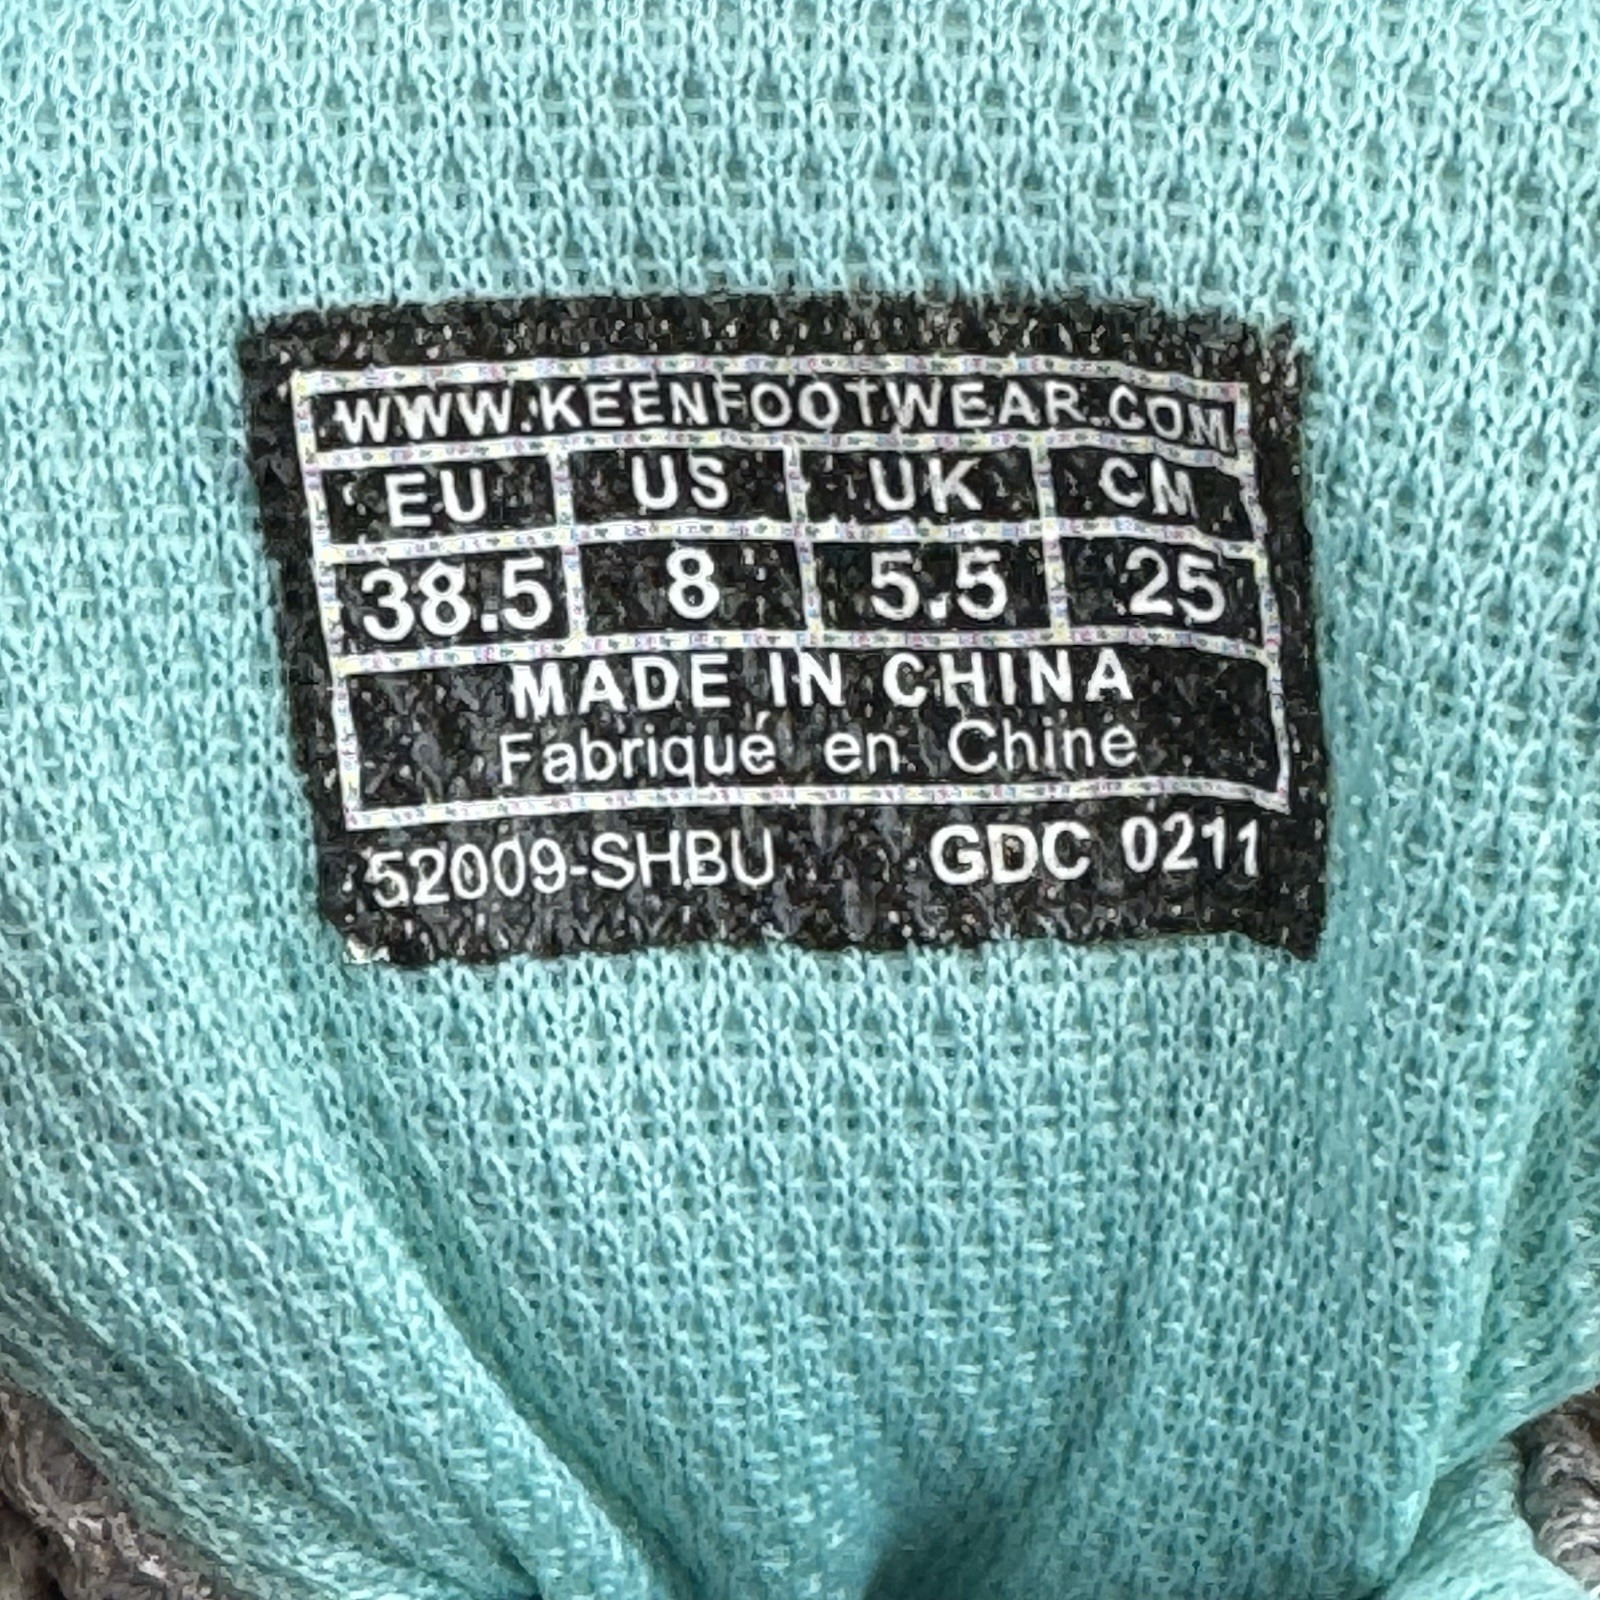 WWW.KEENFOOTWEAR.COM
EU US UK CM
38.5 8 5.5 25
MADE IN CHINA
Fabriqué en Chine
52009-SHBU GDC 0211